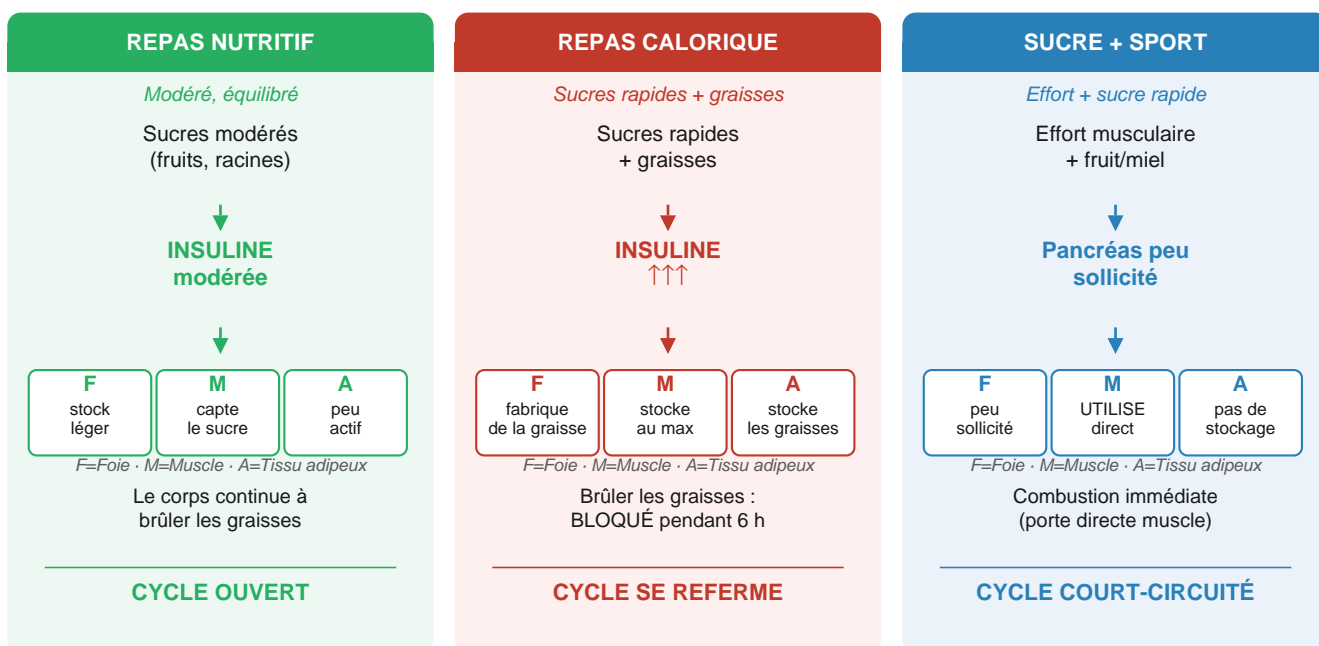 REPAS NUTRITIF
Modéré, équilibré
Sucres modérés
(fruits, racines)
INSULINE
modérée
F
stock
léger
M
capte
le sucre
A
peu
actif
F=Foie · M=Muscle · A=Tissu adipeux
Le corps continue à
brûler les graisses
CYCLE OUVERT
REPAS CALORIQUE
Sucres rapides + graisses
Sucres rapides
+ graisses
INSULINE
↑↑↑
F
fabrique
de la graisse
M
stocke
au max
A
stocke
les graisses
F=Foie · M=Muscle · A=Tissu adipeux
Brûler les graisses :
BLOQUÉ pendant 6 h
CYCLE SE REFERME
SUCRE + SPORT
Effort + sucre rapide
Effort musculaire
+ fruit/miel
Pancréas peu
sollicité
F
peu
sollicité
M
UTILISE
direct
A
pas de
stockage
F=Foie · M=Muscle · A=Tissu adipeux
Combustion immédiate
(porte directe muscle)
CYCLE COURT-CIRCUITÉ